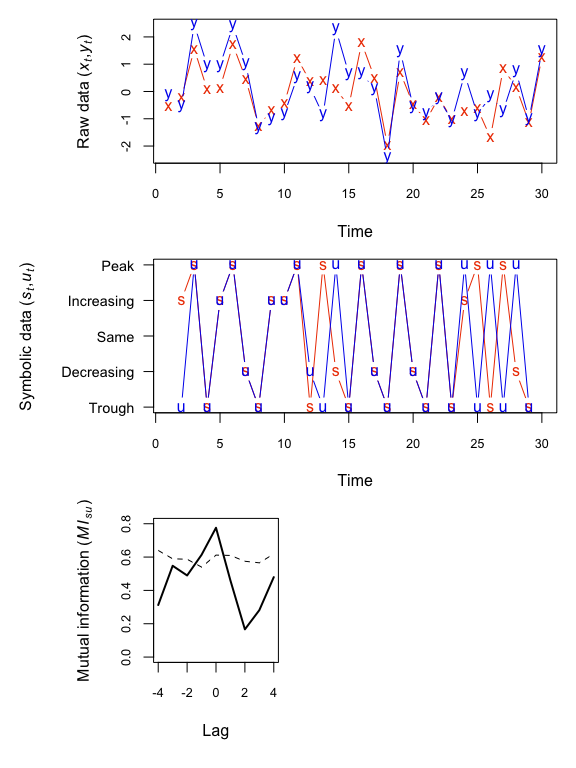 Raw data (x_t,y_t)
2
1
0
-1
-2
0 5 10 15 20 25 30
Time
Symbolic data (s_t,u_t)
Peak
Increasing
Same
Decreasing
Trough
0 5 10 15 20 25 30
Time
Mutual information (MI_su)
0.8
0.6
0.4
0.2
0.0
-4 -2 0 2 4
Lag